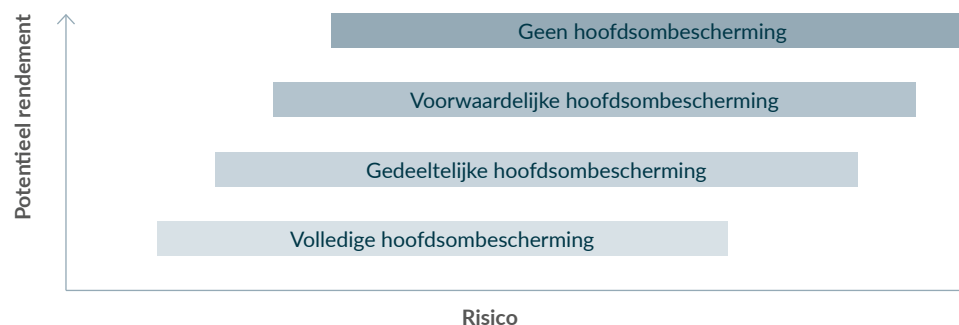 Potentieel rendement
Geen hoofdsombescherming
Voorwaardelijke hoofdsombescherming
Gedeeltelijke hoofdsombescherming
Volledige hoofdsombescherming
Risico